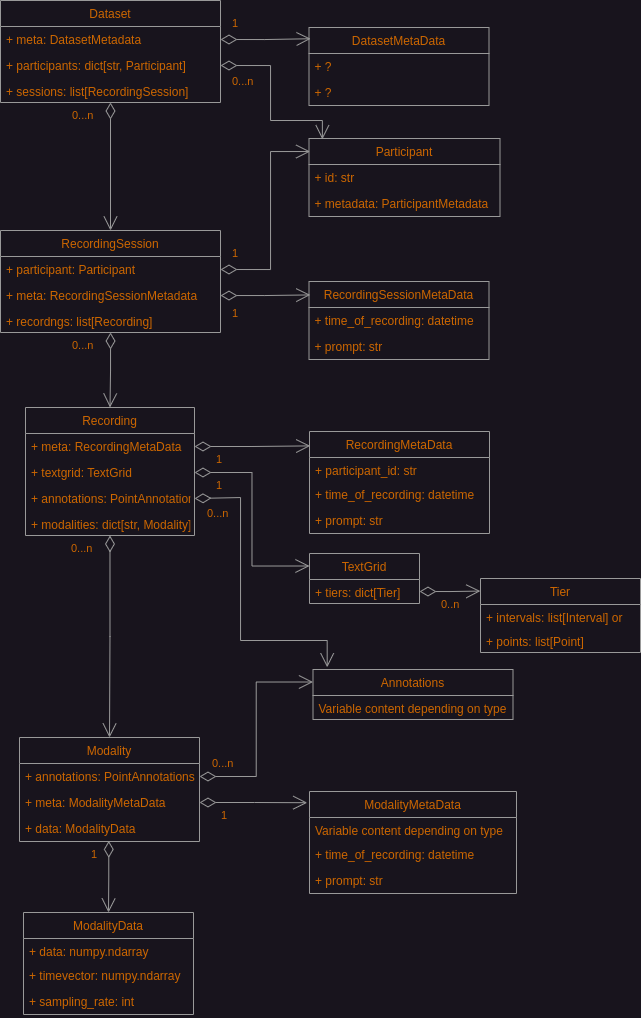 Dataset
+ meta: DatasetMetadata
+ participants: dict[str, Participant]
+ sessions: list[RecordingSession]
1
0...n
0...n
DatasetMetaData
+ ?
+ ?
Participant
+ id: str
+ metadata: ParticipantMetadata
RecordingSession
+ participant: Participant
+ meta: RecordingSessionMetadata
+ recordngs: list[Recording]
1
1
0...n
RecordingSessionMetaData
+ time_of_recording: datetime
+ prompt: str
Recording
+ meta: RecordingMetaData
+ textgrid: TextGrid
+ annotations: PointAnnotation
+ modalities: dict[str, Modality]
1
1
0...n
0...n
RecordingMetaData
+ participant_id: str
+ time_of_recording: datetime
+ prompt: str
TextGrid
+ tiers: dict[Tier]
0..n
Tier
+ intervals: list[Interval] or
+ points: list[Point]
Annotations
Variable content depending on type
Modality
+ annotations: PointAnnotations
+ meta: ModalityMetaData
+ data: ModalityData
0...n
1
1
ModalityMetaData
Variable content depending on type
+ time_of_recording: datetime
+ prompt: str
ModalityData
+ data: numpy.ndarray
+ timevector: numpy.ndarray
+ sampling_rate: int